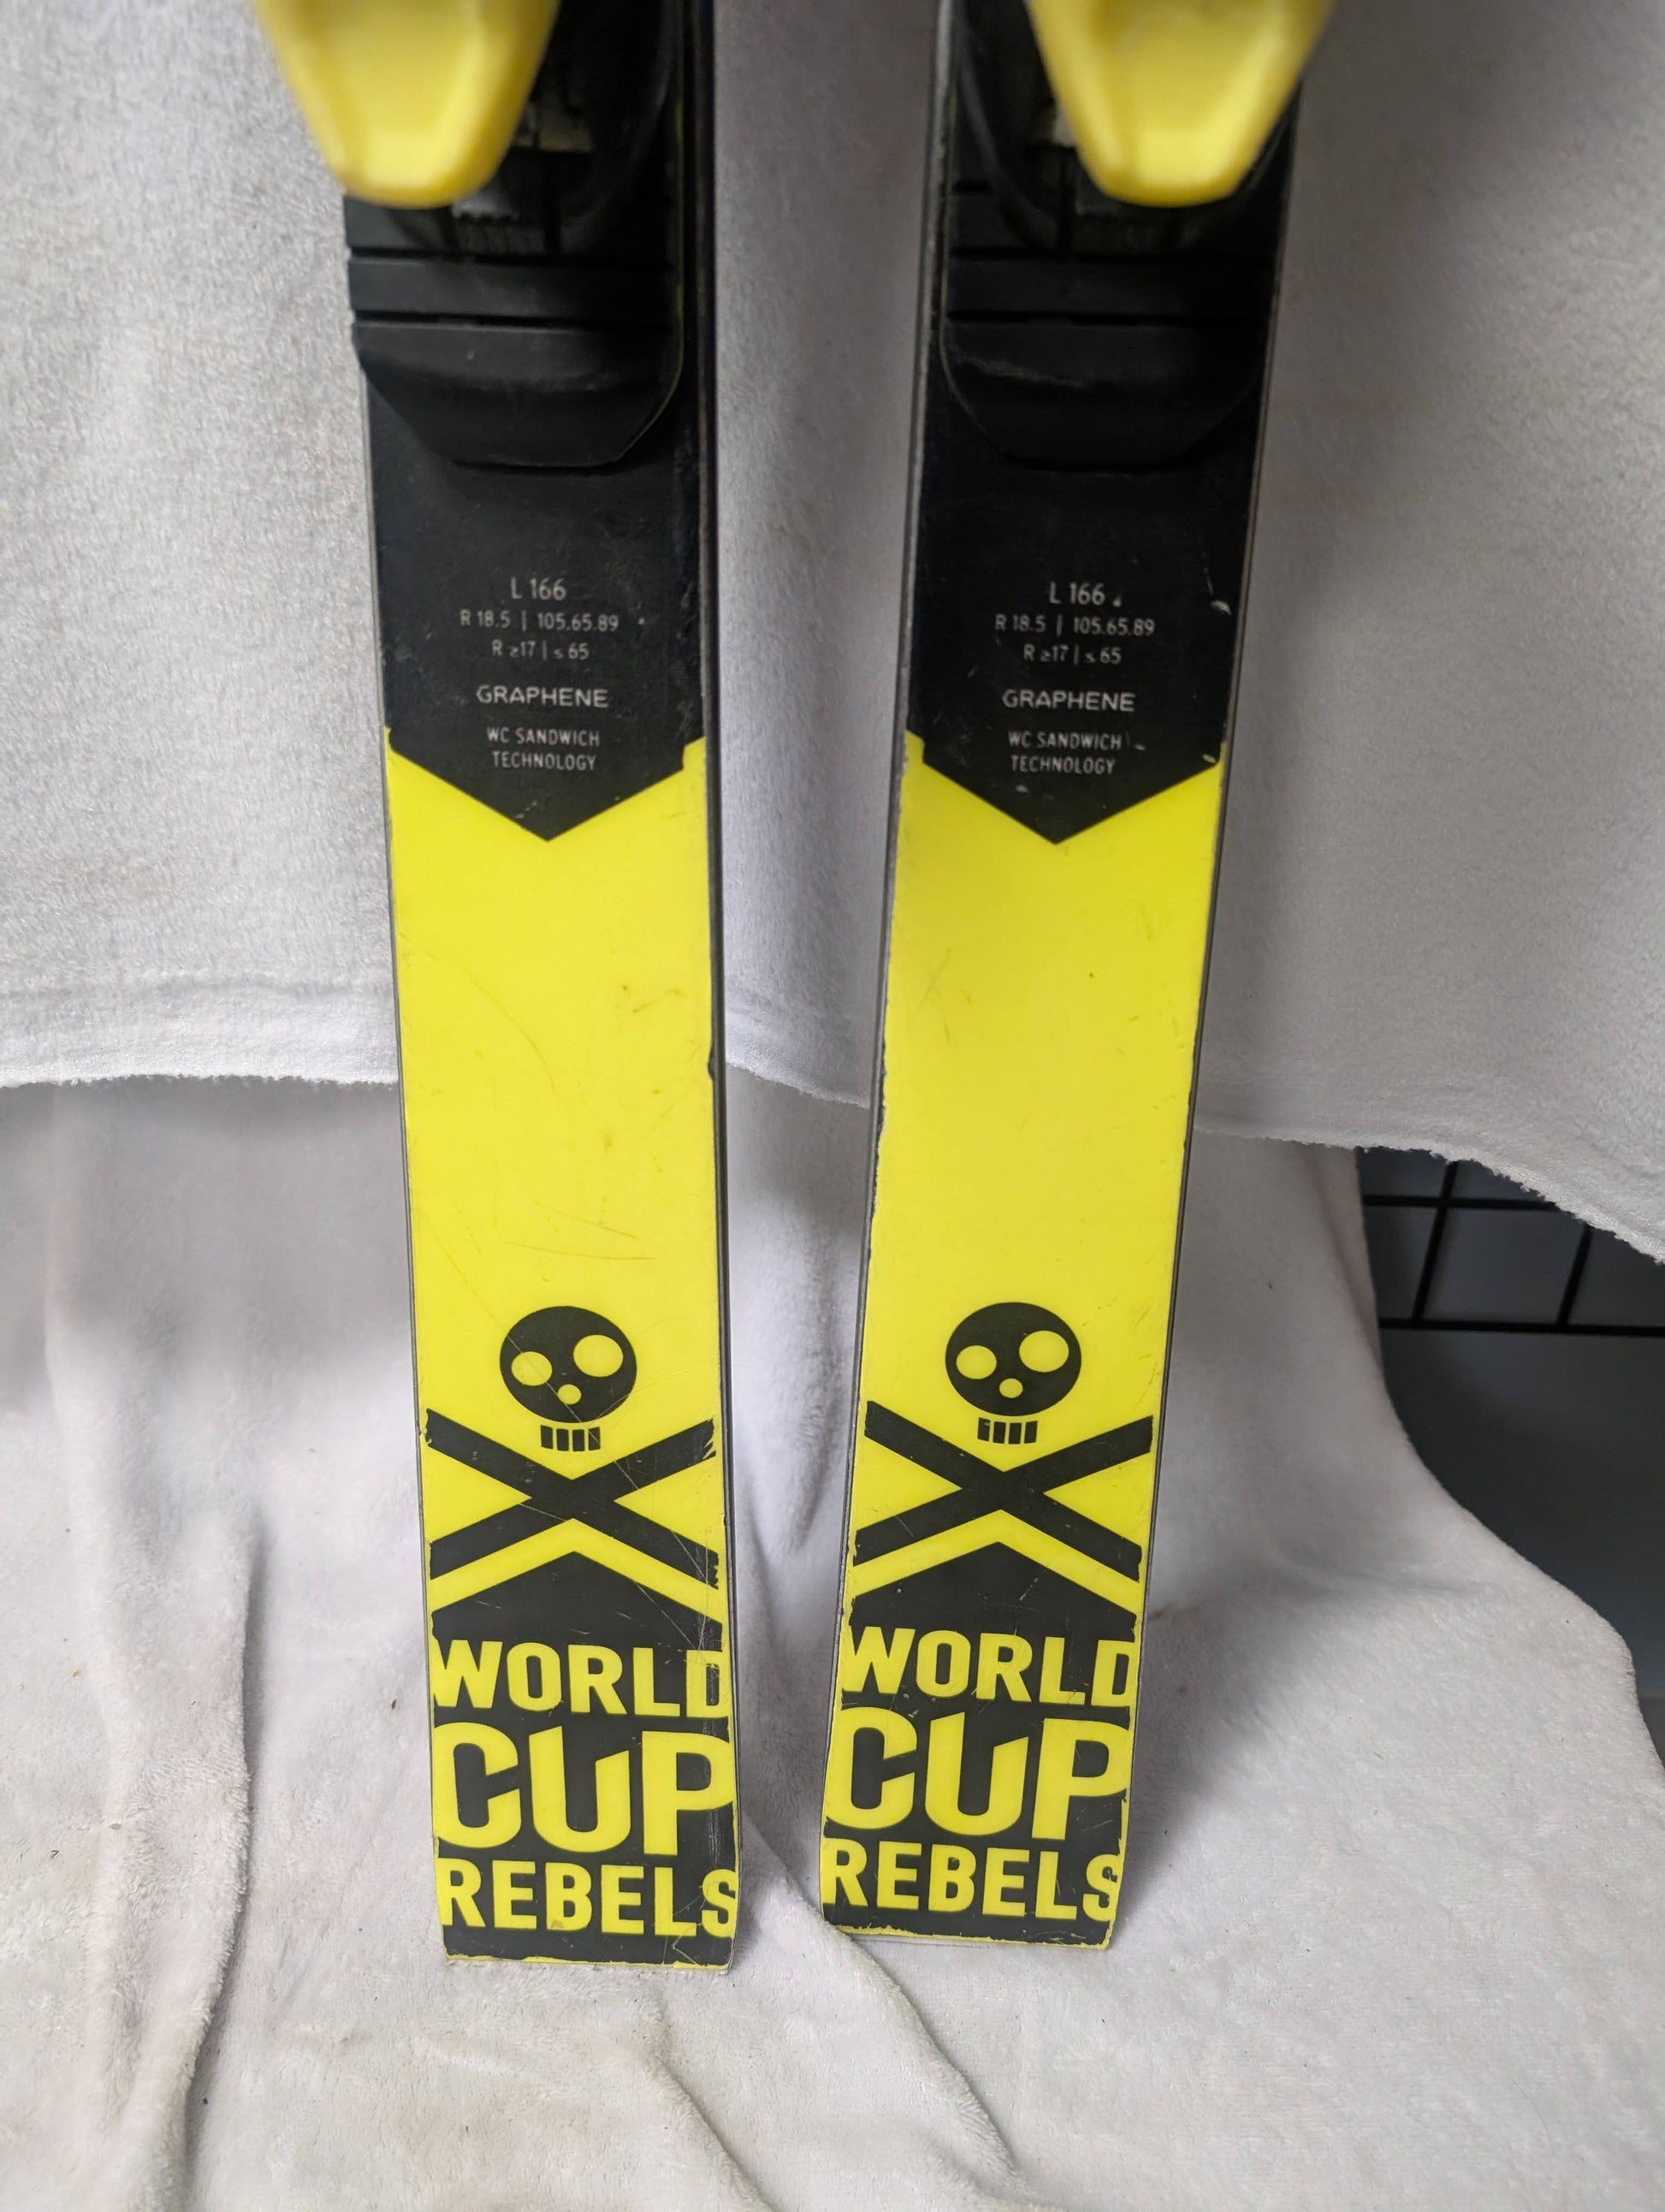 L 166
R 18.5 | 105.65.89
R ≥17 | ≤ 65
GRAPHENE
WC SANDWICH
TECHNOLOGY
WORLD
CUP
REBELS
L 166
R 18.5 | 105.65.89
R ≥17 | ≤ 65
GRAPHENE
WC SANDWICH
TECHNOLOGY
WORLD
CUP
REBELS